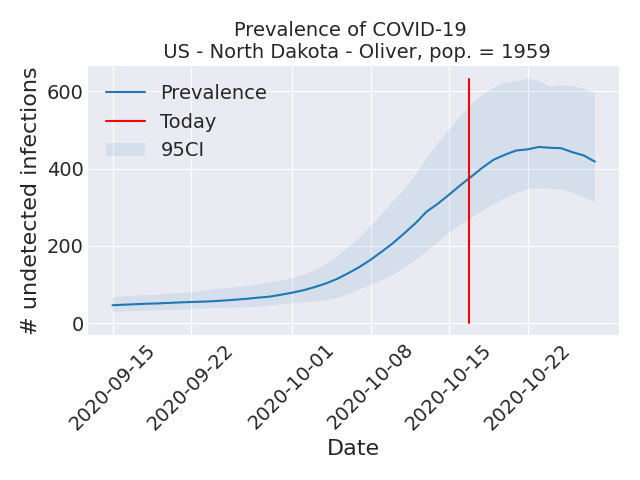 Prevalence of COVID-19
US - North Dakota - Oliver, pop. = 1959
# undetected infections
600
400
200
0
Prevalence
Today
95CI
2020-09-15
2020-09-22
2020-10-01
2020-10-08
2020-10-15
2020-10-22
Date